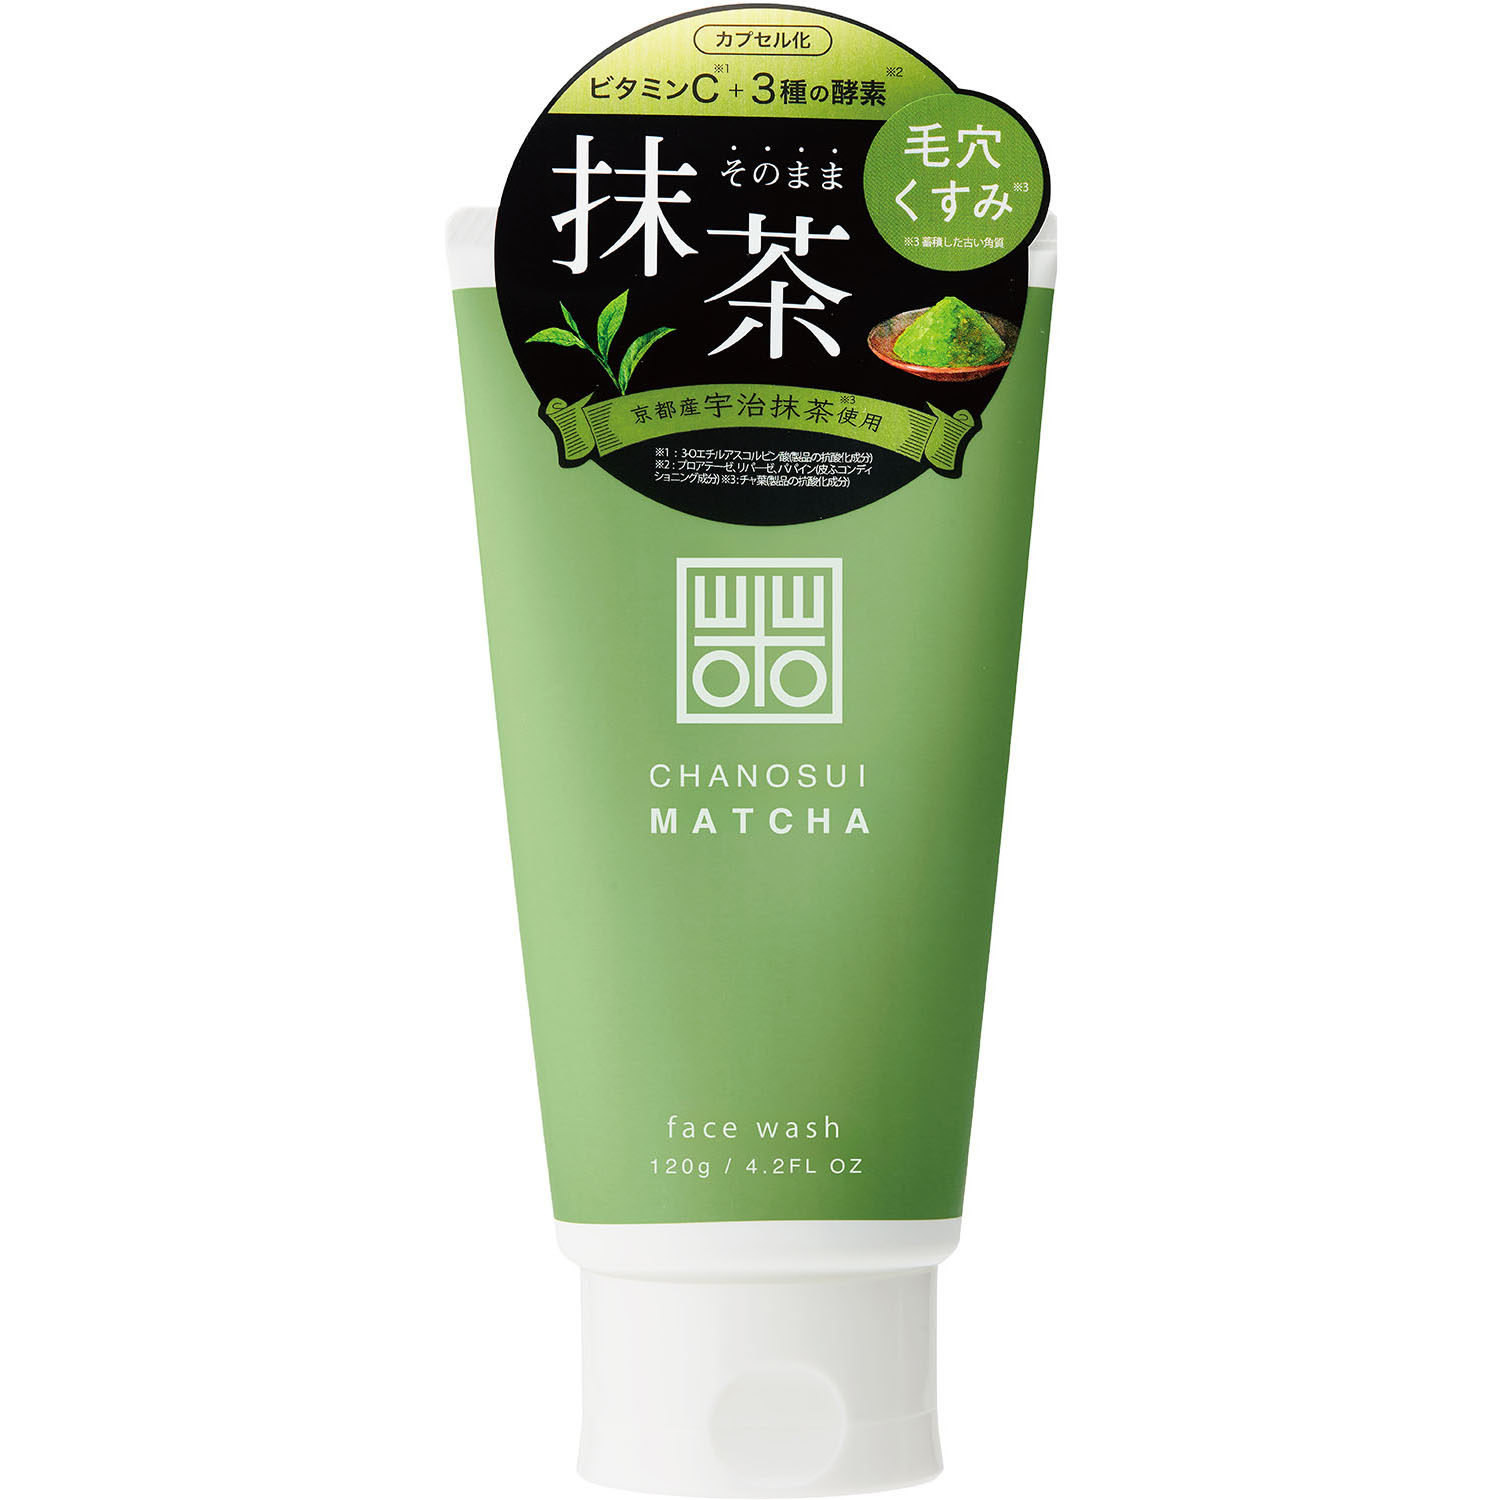 カプセル化
ビタミンC※1+3種の酵素※2
そのまま
抹茶
毛穴
くすみ※3
※3 蓄積した古い角質
京都産宇治抹茶※3使用
※1：3-Oエチルアスコルビン酸(製品の抗酸化成分)
※2：プロアテーゼ、リパーゼ、パパイン(皮ふコンディ
ショニング成分) ※3：チャ葉(製品の抗酸化成分)
CHANOSUI
MATCHA
face wash
120g / 4.2FL OZ